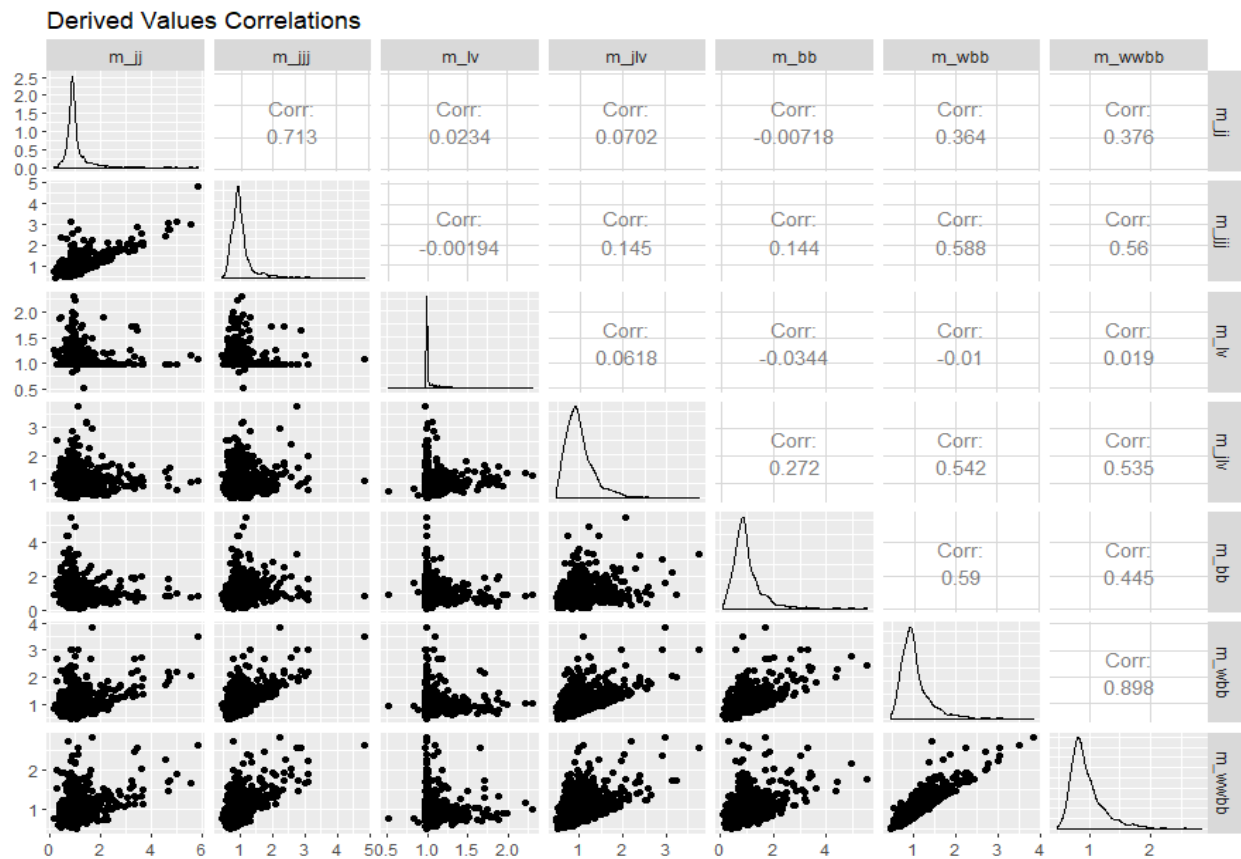 Derived Values Correlations
m_jj m_jjj m_lv m_jlv m_bb m_wbb m_wwbb
2.5
2.0
1.5
1.0
0.5
0.0
Corr:
0.713
Corr:
0.0234
Corr:
0.0702
Corr:
-0.00718
Corr:
0.364
Corr:
0.376
m_jj
5
4
3
2
1
Corr:
-0.00194
Corr:
0.145
Corr:
0.144
Corr:
0.588
Corr:
0.56
m_jjj
2.0
1.5
1.0
0.5
Corr:
0.0618
Corr:
-0.0344
Corr:
-0.01
Corr:
0.019
m_lv
3
2
1
Corr:
0.272
Corr:
0.542
Corr:
0.535
m_jlv
4
2
0
Corr:
0.59
Corr:
0.445
m_bb
4
3
2
1
Corr:
0.898
m_wbb
2
1
m_wwbb
0 2 4 6 1 2 3 4 5 0.5 1.0 1.5 2.0 1 2 3 0 2 4 1 2 3 4 1 2